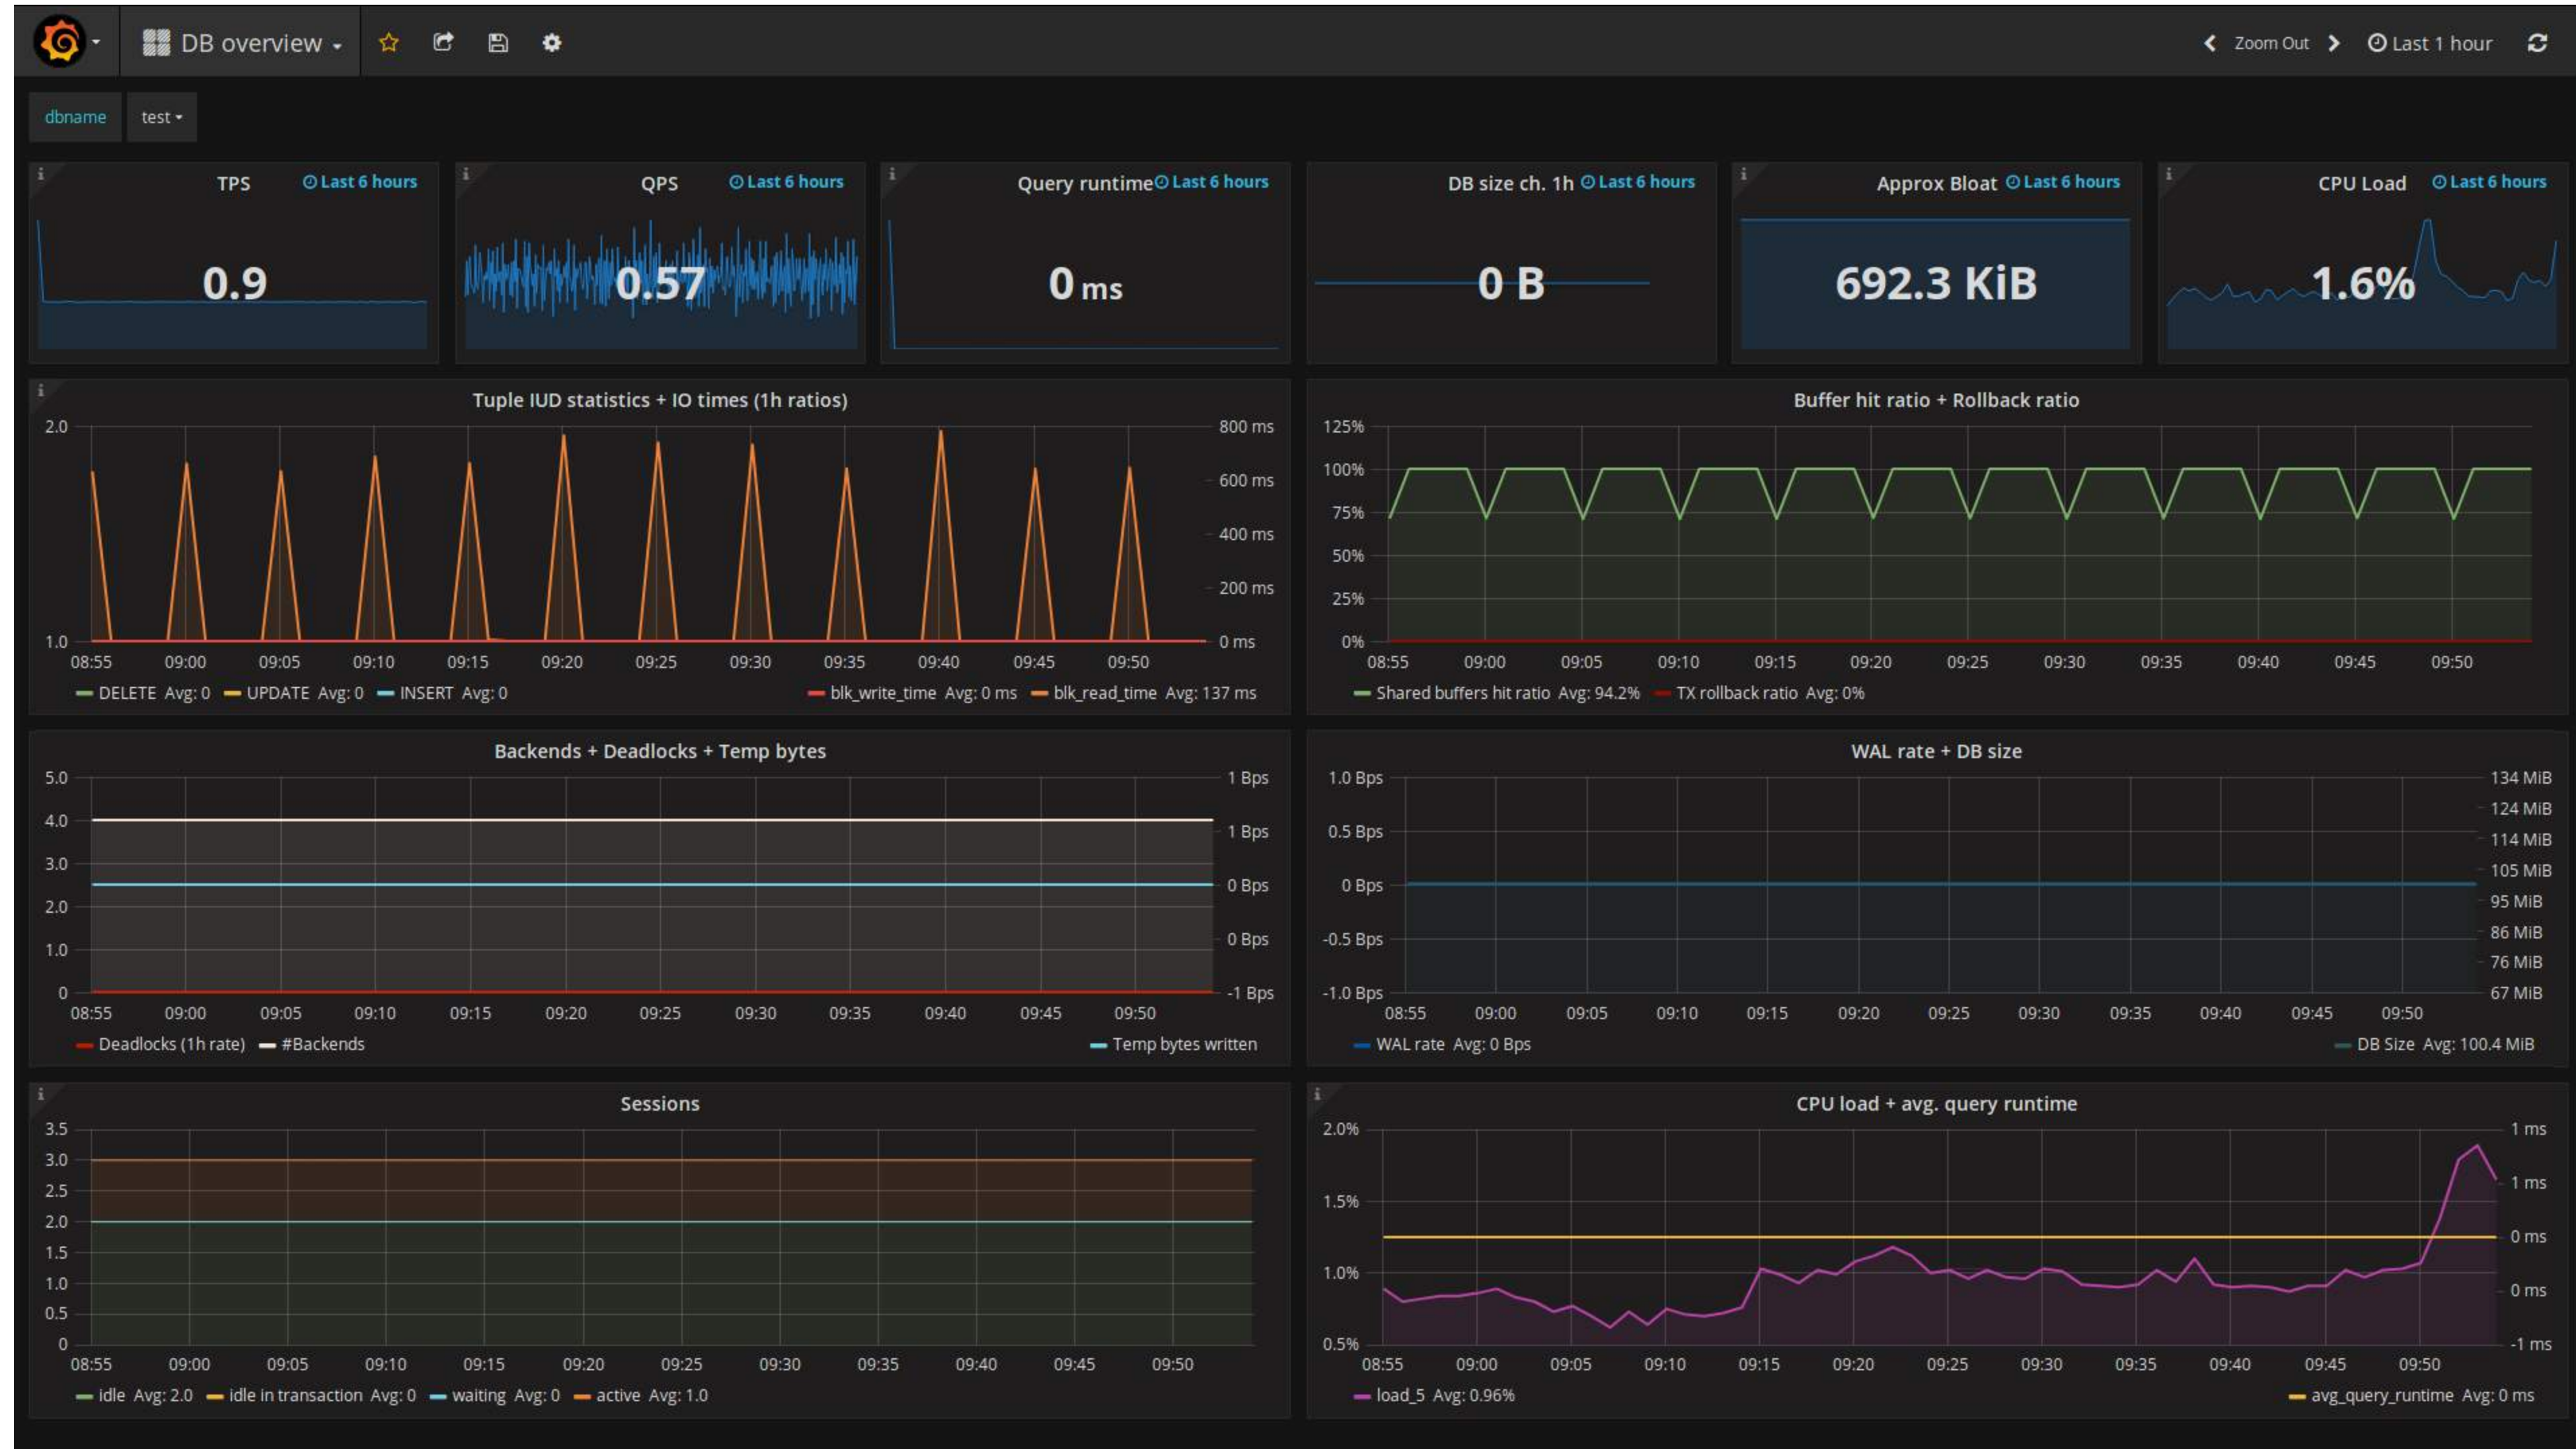 DB overview Zoom Out Last 1 hour
dbname test
TPS Last 6 hours
0.9
QPS Last 6 hours
0.57
Query runtime Last 6 hours
0 ms
DB size ch. 1h Last 6 hours
0 B
Approx Bloat Last 6 hours
692.3 KiB
CPU Load Last 6 hours
1.6%
Tuple IUD statistics + IO times (1h ratios)
2.0
1.0
800 ms
600 ms
400 ms
200 ms
0 ms
08:55 09:00 09:05 09:10 09:15 09:20 09:25 09:30 09:35 09:40 09:45 09:50
DELETE Avg: 0 UPDATE Avg: 0 INSERT Avg: 0 blk_write_time Avg: 0 ms blk_read_time Avg: 137 ms
Buffer hit ratio + Rollback ratio
125%
100%
75%
50%
25%
0%
08:55 09:00 09:05 09:10 09:15 09:20 09:25 09:30 09:35 09:40 09:45 09:50
Shared buffers hit ratio Avg: 94.2% TX rollback ratio Avg: 0%
Backends + Deadlocks + Temp bytes
5.0
4.0
3.0
2.0
1.0
0
1 Bps
1 Bps
0 Bps
0 Bps
-1 Bps
08:55 09:00 09:05 09:10 09:15 09:20 09:25 09:30 09:35 09:40 09:45 09:50
Deadlocks (1h rate) #Backends Temp bytes written
WAL rate + DB size
1.0 Bps
0.5 Bps
0 Bps
-0.5 Bps
-1.0 Bps
134 MiB
124 MiB
114 MiB
105 MiB
95 MiB
86 MiB
76 MiB
67 MiB
08:55 09:00 09:05 09:10 09:15 09:20 09:25 09:30 09:35 09:40 09:45 09:50
WAL rate Avg: 0 Bps DB Size Avg: 100.4 MiB
Sessions
3.5
3.0
2.5
2.0
1.5
1.0
0.5
0
08:55 09:00 09:05 09:10 09:15 09:20 09:25 09:30 09:35 09:40 09:45 09:50
idle Avg: 2.0 idle in transaction Avg: 0 waiting Avg: 0 active Avg: 1.0
CPU load + avg. query runtime
2.0%
1.5%
1.0%
0.5%
1 ms
1 ms
0 ms
0 ms
-1 ms
08:55 09:00 09:05 09:10 09:15 09:20 09:25 09:30 09:35 09:40 09:45 09:50
load_5 Avg: 0.96% avg_query_runtime Avg: 0 ms